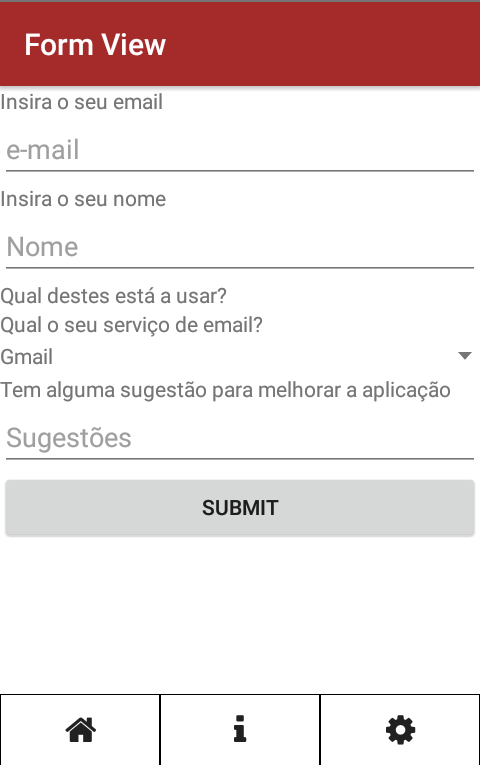 Form View
Insira o seu email
e-mail
Insira o seu nome
Nome
Qual destes está a usar?
Qual o seu serviço de email?
Gmail
Tem alguma sugestão para melhorar a aplicação
Sugestões
SUBMIT